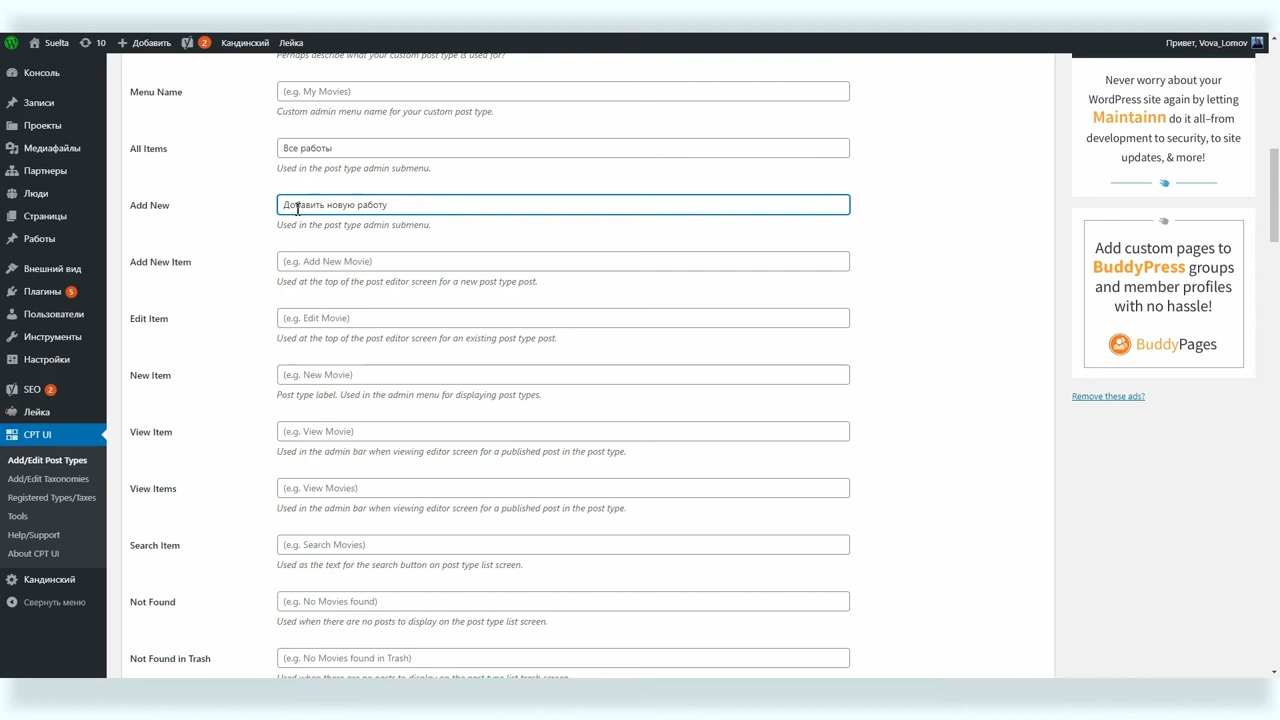 Suelta
10
Добавить
2
Кандинский
Лейка
Привет, Vova_Lomov
Консоль
Записи
Проекты
Медиафайлы
Партнеры
Люди
Страницы
Работы
Внешний вид
Плагины 5
Пользователи
Инструменты
Настройки
SEO 2
Лейка
CPT UI
Add/Edit Post Types
Add/Edit Taxonomies
Registered Types/Taxes
Tools
Help/Support
About CPT UI
Кандинский
Свернуть меню
Perhaps describe what your custom post type is used for?
Menu Name
(e.g. My Movies)
Custom admin menu name for your custom post type.
All Items
Все работы
Used in the post type admin submenu.
Add New
Добавить новую работу
Used in the post type admin submenu.
Add New Item
(e.g. Add New Movie)
Used at the top of the post editor screen for a new post type post.
Edit Item
(e.g. Edit Movie)
Used at the top of the post editor screen for an existing post type post.
New Item
(e.g. New Movie)
Post type label. Used in the admin menu for displaying post types.
View Item
(e.g. View Movie)
Used in the admin bar when viewing editor screen for a published post in the post type.
View Items
(e.g. View Movies)
Used in the admin bar when viewing editor screen for a published post in the post type.
Search Item
(e.g. Search Movies)
Used as the text for the search button on post type list screen.
Not Found
(e.g. No Movies found)
Used when there are no posts to display on the post type list screen.
Not Found in Trash
(e.g. No Movies found in Trash)
Used when there are no posts to display on the post type list trash screen.
Never worry about your
WordPress site again by letting
Maintainn do it all–from
development to security, to site
updates, & more!
Add custom pages to
BuddyPress groups
and member profiles
with no hassle!
BuddyPages
Remove these ads?